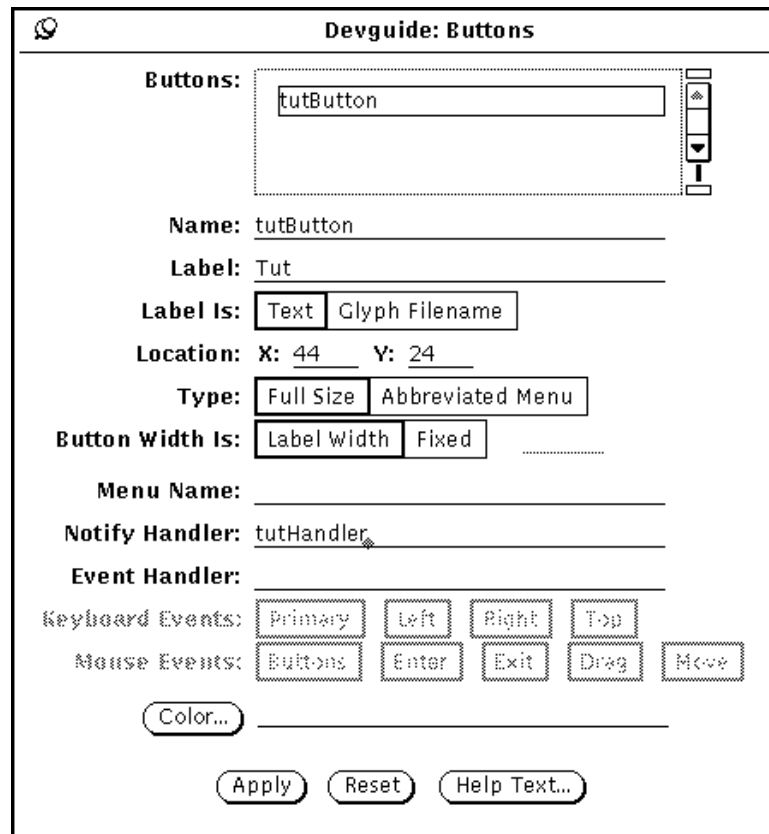 Devguide: Buttons
Buttons:
tutButton
Name: tutButton
Label: Tut
Label Is: Text Glyph Filename
Location: X: 44 Y: 24
Type: Full Size Abbreviated Menu
Button Width Is: Label Width Fixed
Menu Name:
Notify Handler: tutHandler
Event Handler:
Keyboard Events: Primary Left Right Top
Mouse Events: Buttons Enter Exit Drag Move
Color...
Apply Reset Help Text...